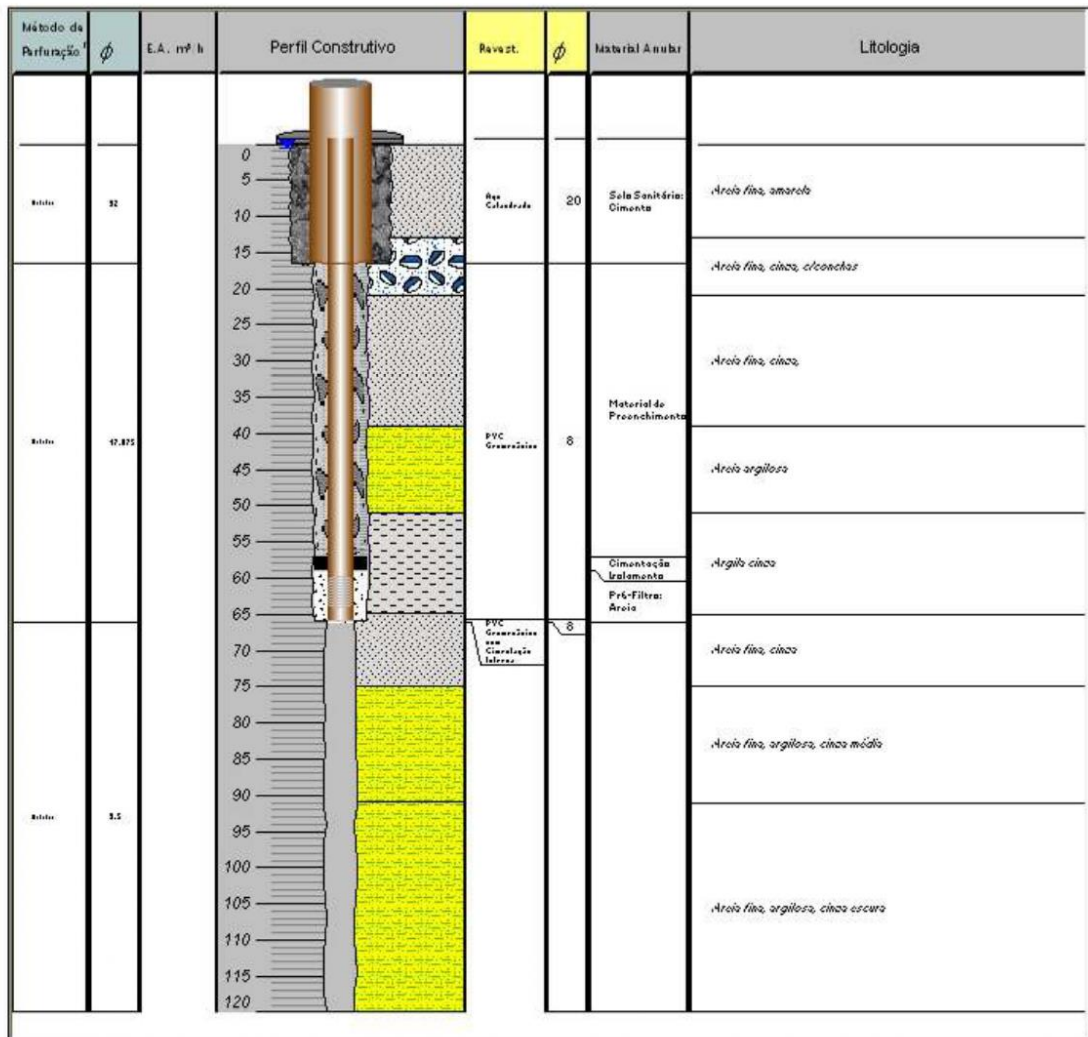 Método de
Perfuração
ϕ
E.A. m³ h
Perfil Construtivo
Revest.
ϕ
Material Anular
Litologia
0
5
10
15
20
25
30
35
40
45
50
55
60
65
70
75
80
85
90
95
100
105
110
115
120
17.875
9.5
Aço
Calandrado
20
PVC
Geomecânico
8
PVC
Geomecânico
8
Selo Sanitário:
Cimento
Material de
Preenchimento
Cimentação
Isolamento
Pré-Filtro:
Areia
Areia fina, amarela
Areia fina, cinza, c/conchas
Areia fina, cinza,
Areia argilosa
Argila cinza
Areia fina, cinza
Areia fina, argilosa, cinza médio
Areia fina, argilosa, cinza escura